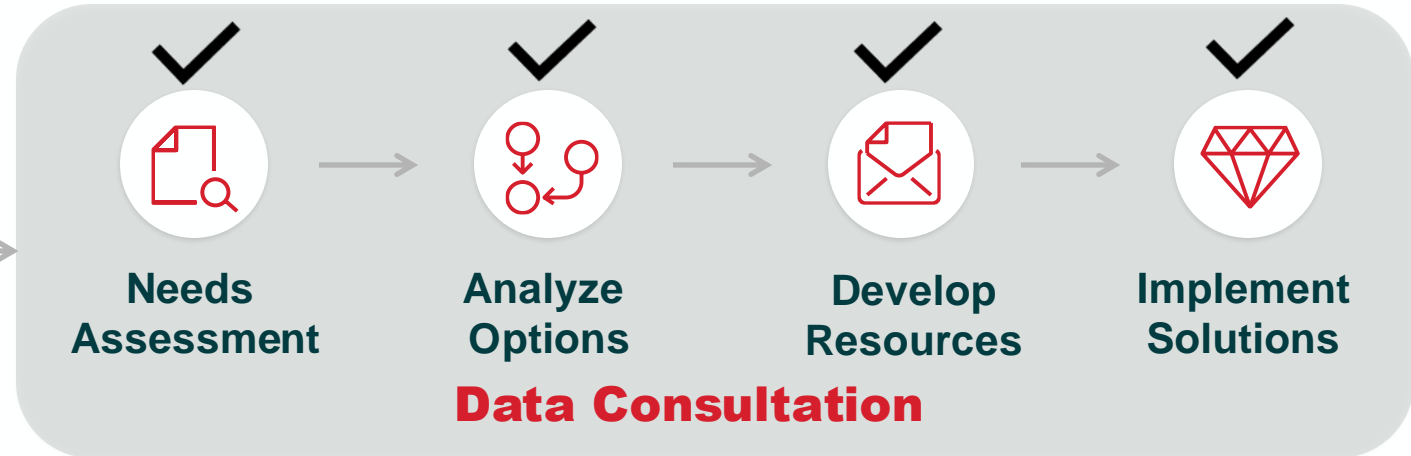 Needs
Assessment
Analyze
Options
Develop
Resources
Implement
Solutions
Data Consultation